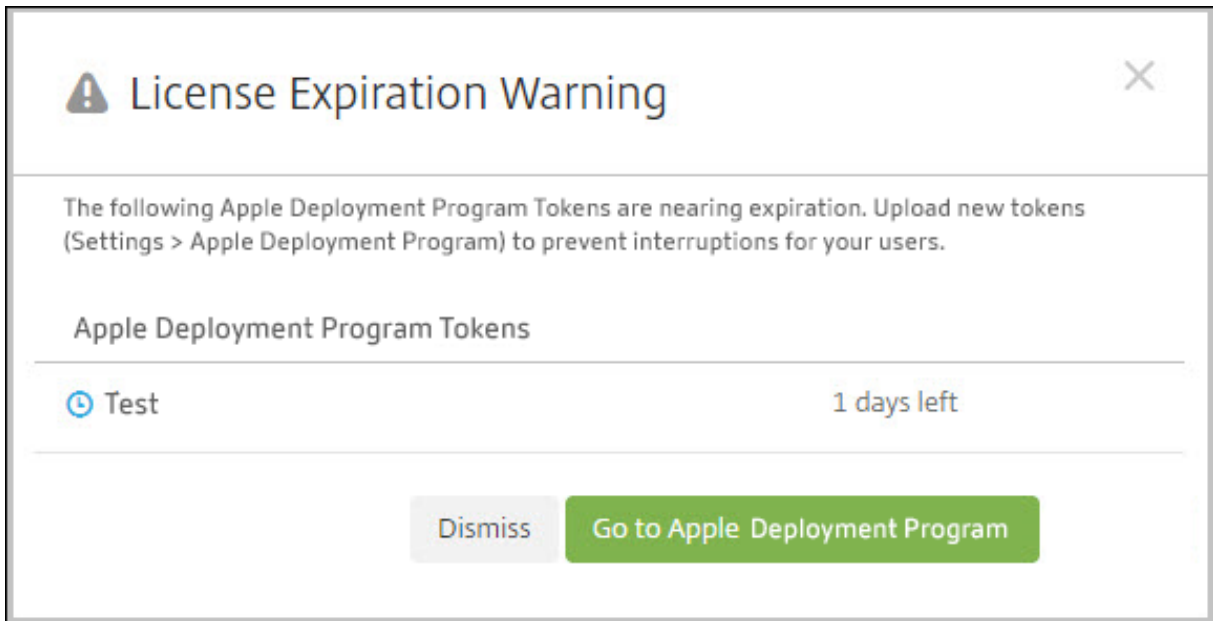 License Expiration Warning
The following Apple Deployment Program Tokens are nearing expiration. Upload new tokens
(Settings > Apple Deployment Program) to prevent interruptions for your users.
Apple Deployment Program Tokens
Test 1 days left
Dismiss Go to Apple Deployment Program